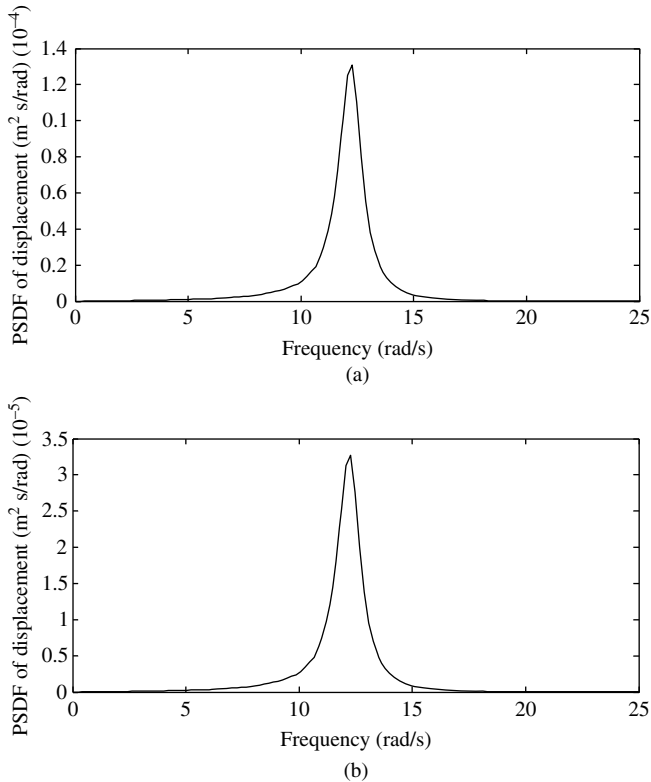 PSDF of displacement (m² s/rad) (10⁻⁴)
1.4
1.2
1
0.8
0.6
0.4
0.2
0
0 5 10 15 20 25
Frequency (rad/s)
(a)
PSDF of displacement (m² s/rad) (10⁻⁵)
3.5
3
2.5
2
1.5
1
0.5
0
0 5 10 15 20 25
Frequency (rad/s)
(b)